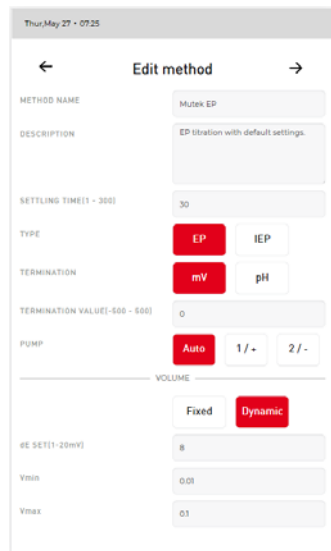 Thur,May 27 • 07:25
← Edit method →
METHOD NAME Mutek EP
DESCRIPTION EP titration with default settings.
SETTLING TIME[1 - 300] 30
TYPE EP IEP
TERMINATION mV pH
TERMINATION VALUE[-500 - 500] 0
PUMP Auto 1 / + 2 / -
VOLUME
Fixed Dynamic
dE SET[1-20mV] 8
Vmin 0.01
Vmax 0.1